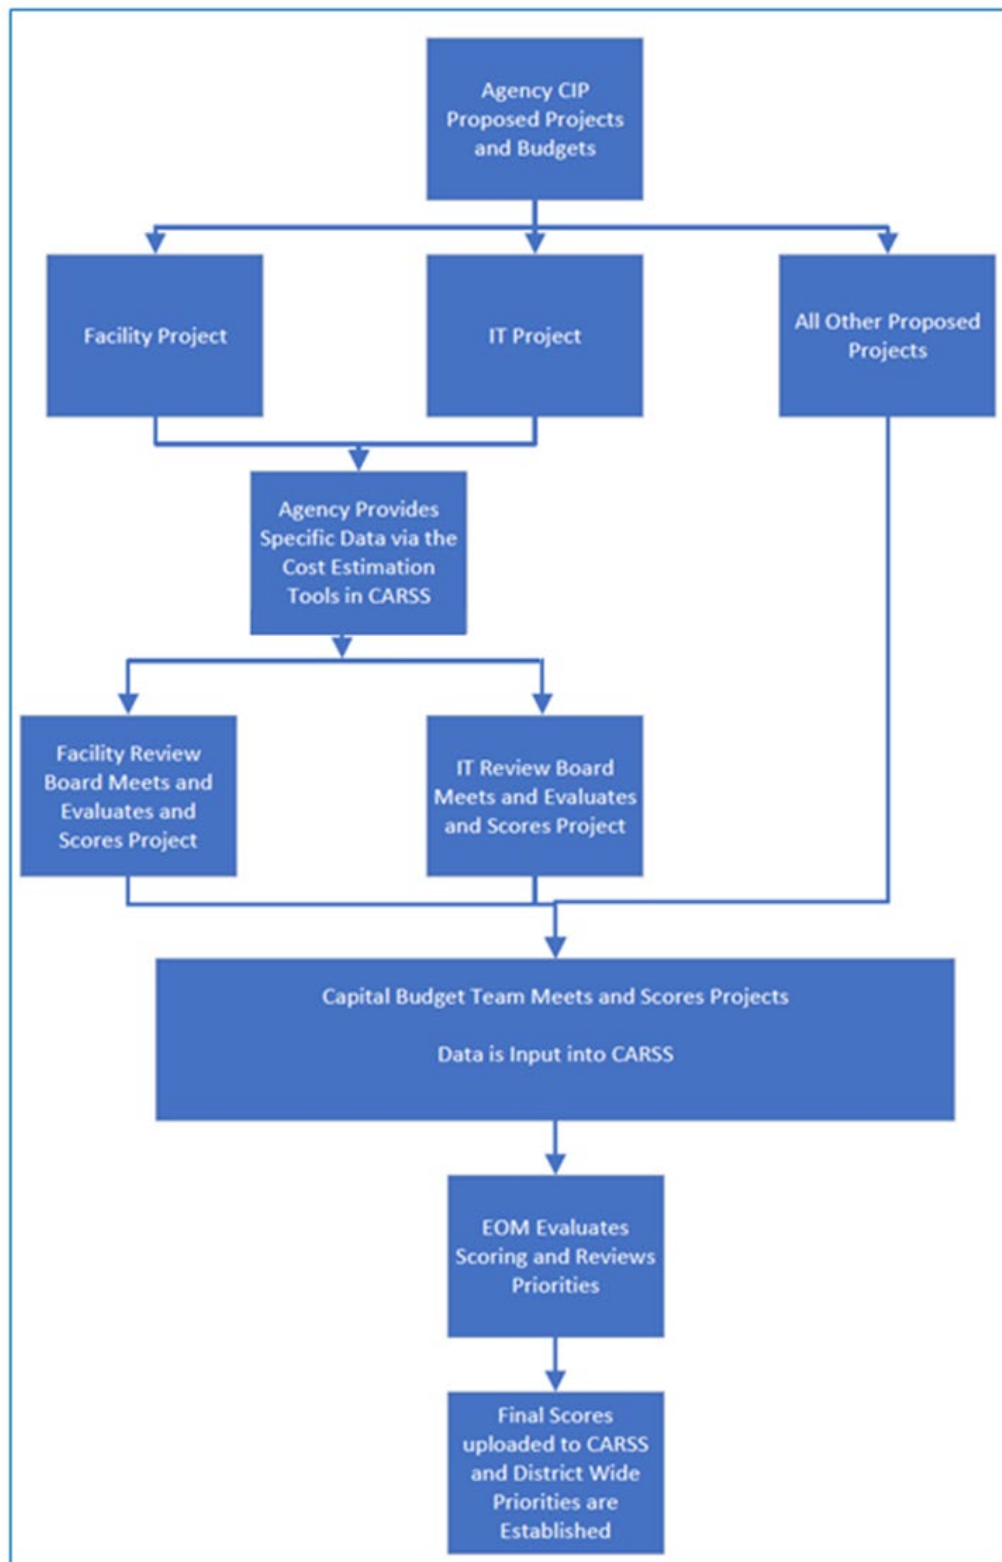 Agency CIP
Proposed Projects
and Budgets
Facility Project
IT Project
All Other Proposed
Projects
Agency Provides
Specific Data via the
Cost Estimation
Tools in CARSS
Facility Review
Board Meets and
Evaluates and
Scores Project
IT Review Board
Meets and Evaluates
and Scores Project
Capital Budget Team Meets and Scores Projects
Data is Input into CARSS
EOM Evaluates
Scoring and Reviews
Priorities
Final Scores
uploaded to CARSS
and District Wide
Priorities are
Established